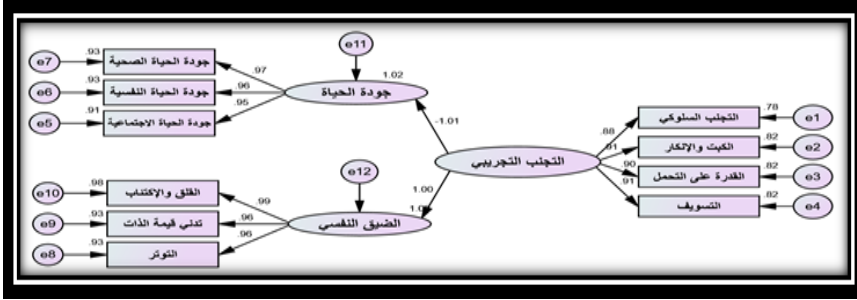 e11
1.02
جودة الحياة
e7
.93
جودة الحياة الصحية
.97
e6
.93
جودة الحياة النفسية
.96
e5
.91
جودة الحياة الاجتماعية
.95
-1.01
التجنب التجريبي
1.00
e12
الضيق النفسي
e10
.98
القلق والإكتئاب
.99
e9
.93
تدني قيمة الذات
.96
e8
.93
التوتر
.96
.88
التجنب السلوكي
.78
e1
.91
الكبت والإنكار
.82
e2
.90
القدرة على التحمل
.82
e3
.91
التسويف
.82
e4